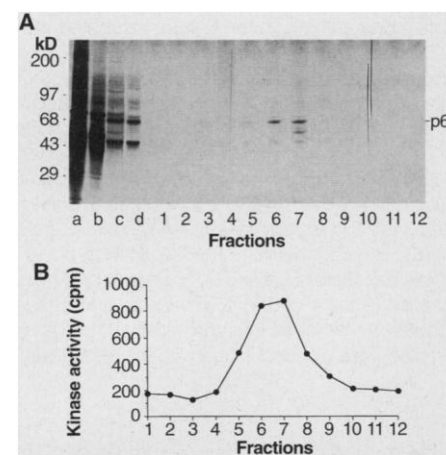 A
kD
200
97
68
43
29
-p6
a b c d 1 2 3 4 5 6 7 8 9 10 11 12
Fractions
B
Kinase activity (cpm)
1000
800
600
400
200
0
1 2 3 4 5 6 7 8 9 10 11 12
Fractions